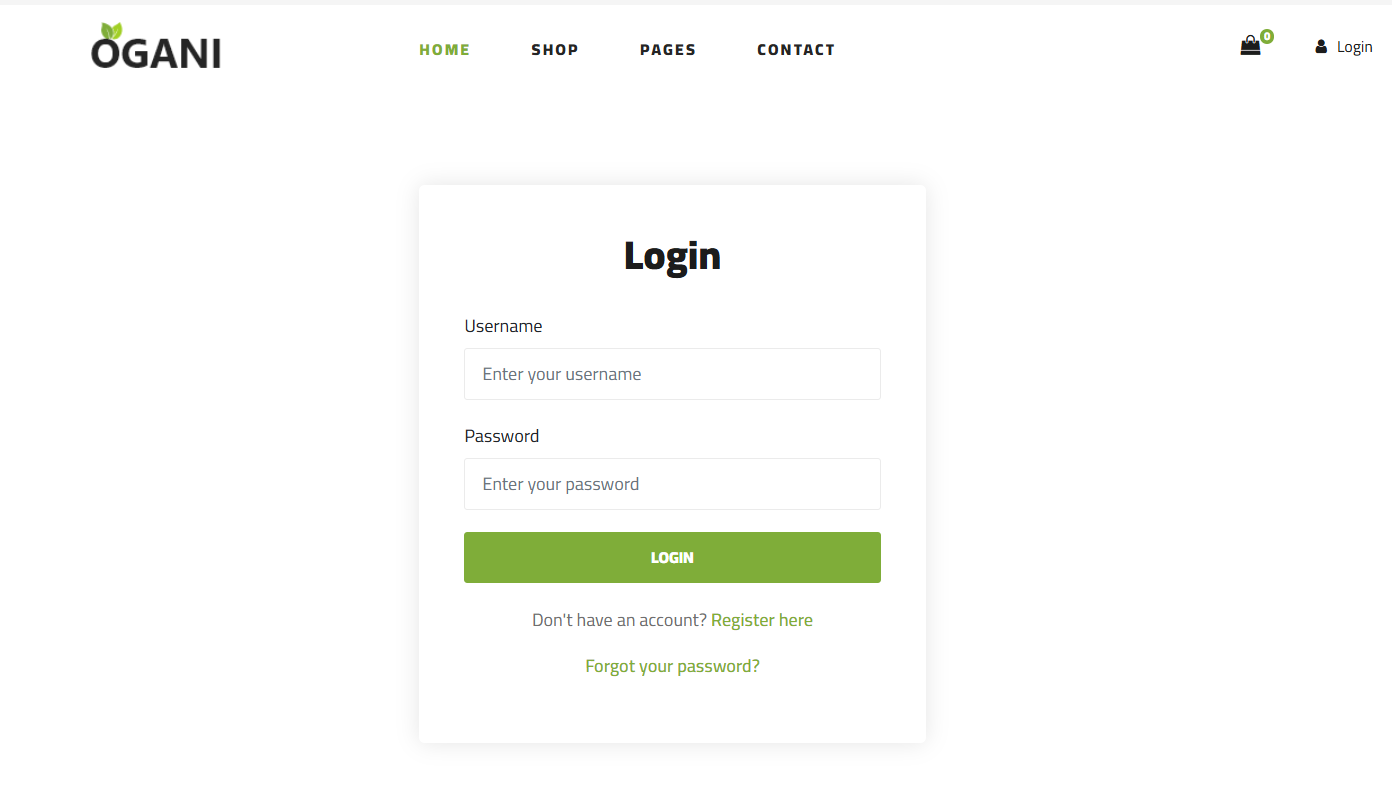 OGANI
HOME SHOP PAGES CONTACT
0
Login
Login
Username
Enter your username
Password
Enter your password
LOGIN
Don't have an account? Register here
Forgot your password?